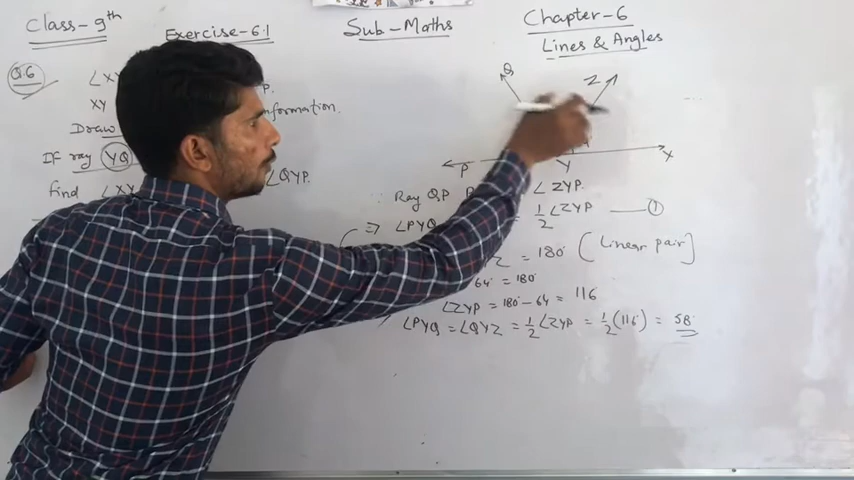 Class-9th Exercise-6.1 Sub-Maths Chapter-6
Lines & Angles
Q.6 ∠XY P.
XY information.
Draw
If ray YQ ∠QYP.
find ∠XY
Q Z
P Y X
∴ Ray QP ∠ZYP.
=> ∠PYQ 1/2 ∠ZYP —— ①
Z = 180° (Linear pair)
64° = 180°
∠ZYP = 180° - 64 = 116
∠PYQ = ∠QYZ = 1/2 ∠ZYP = 1/2 (116°) = 58°